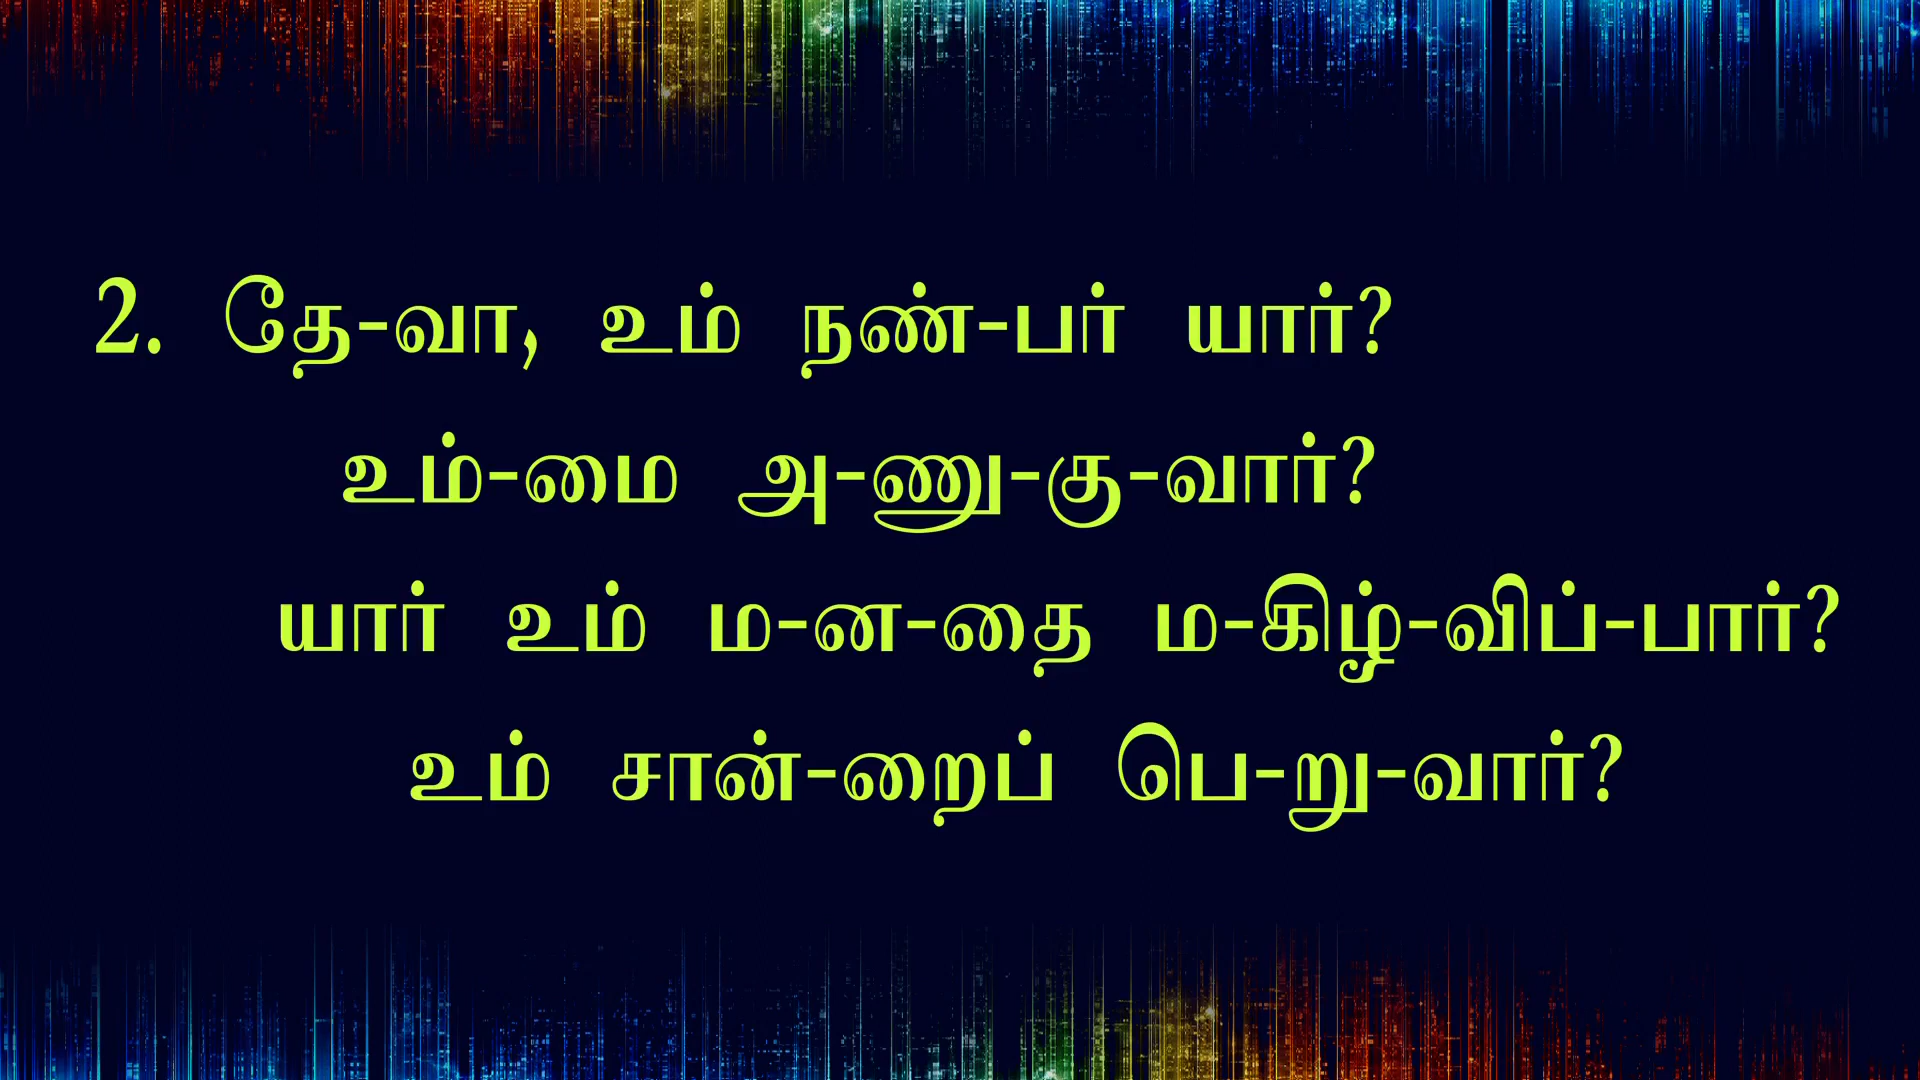 2. தே-வா, உம் நண்-பர் யார்?
உம்-மை அ-ணு-கு-வார்?
யார் உம் ம-ன-தை ம-கிழ்-விப்-பார்?
உம் சான்-றைப் பெ-று-வார்?